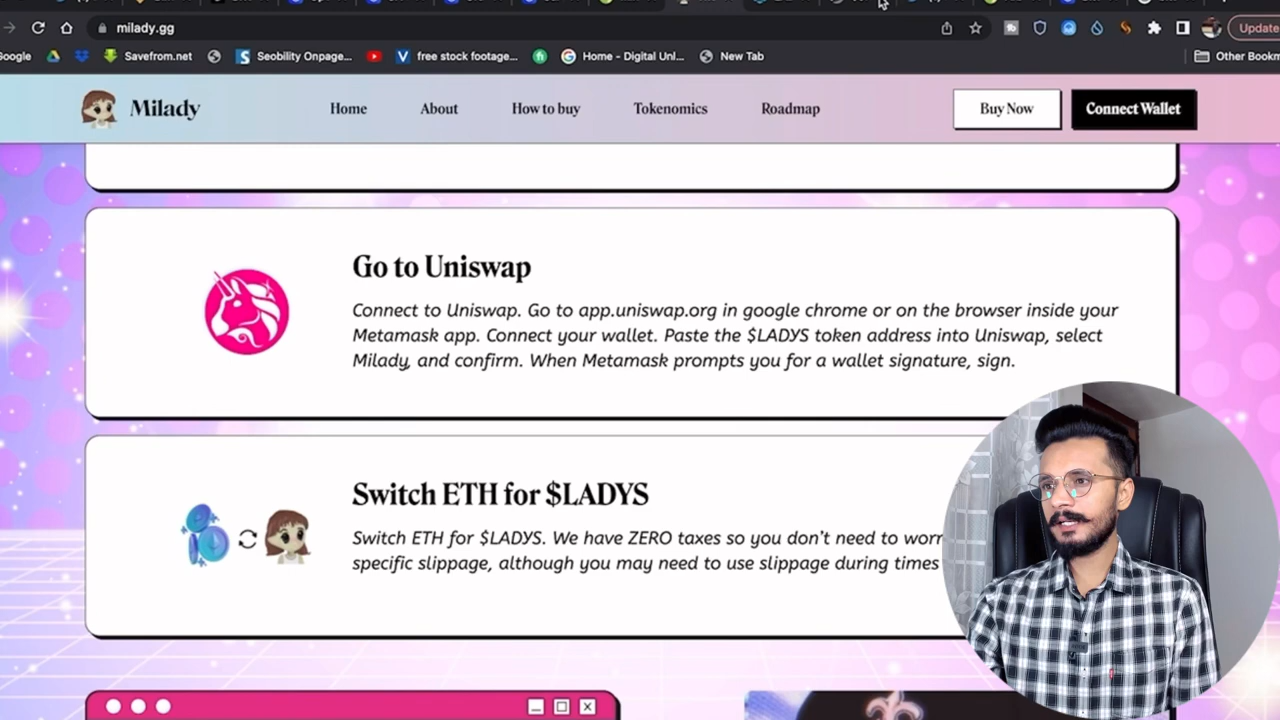 milady.gg
Update
oogle
Savefrom.net
Seobility Onpage...
free stock footage...
Home - Digital Uni...
New Tab
Other Bookm
Milady
Home
About
How to buy
Tokenomics
Roadmap
Buy Now
Connect Wallet
Go to Uniswap
Connect to Uniswap. Go to app.uniswap.org in google chrome or on the browser inside your
Metamask app. Connect your wallet. Paste the $LADYS token address into Uniswap, select
Milady, and confirm. When Metamask prompts you for a wallet signature, sign.
Switch ETH for $LADYS
Switch ETH for $LADYS. We have ZERO taxes so you don't need to worr
specific slippage, although you may need to use slippage during times